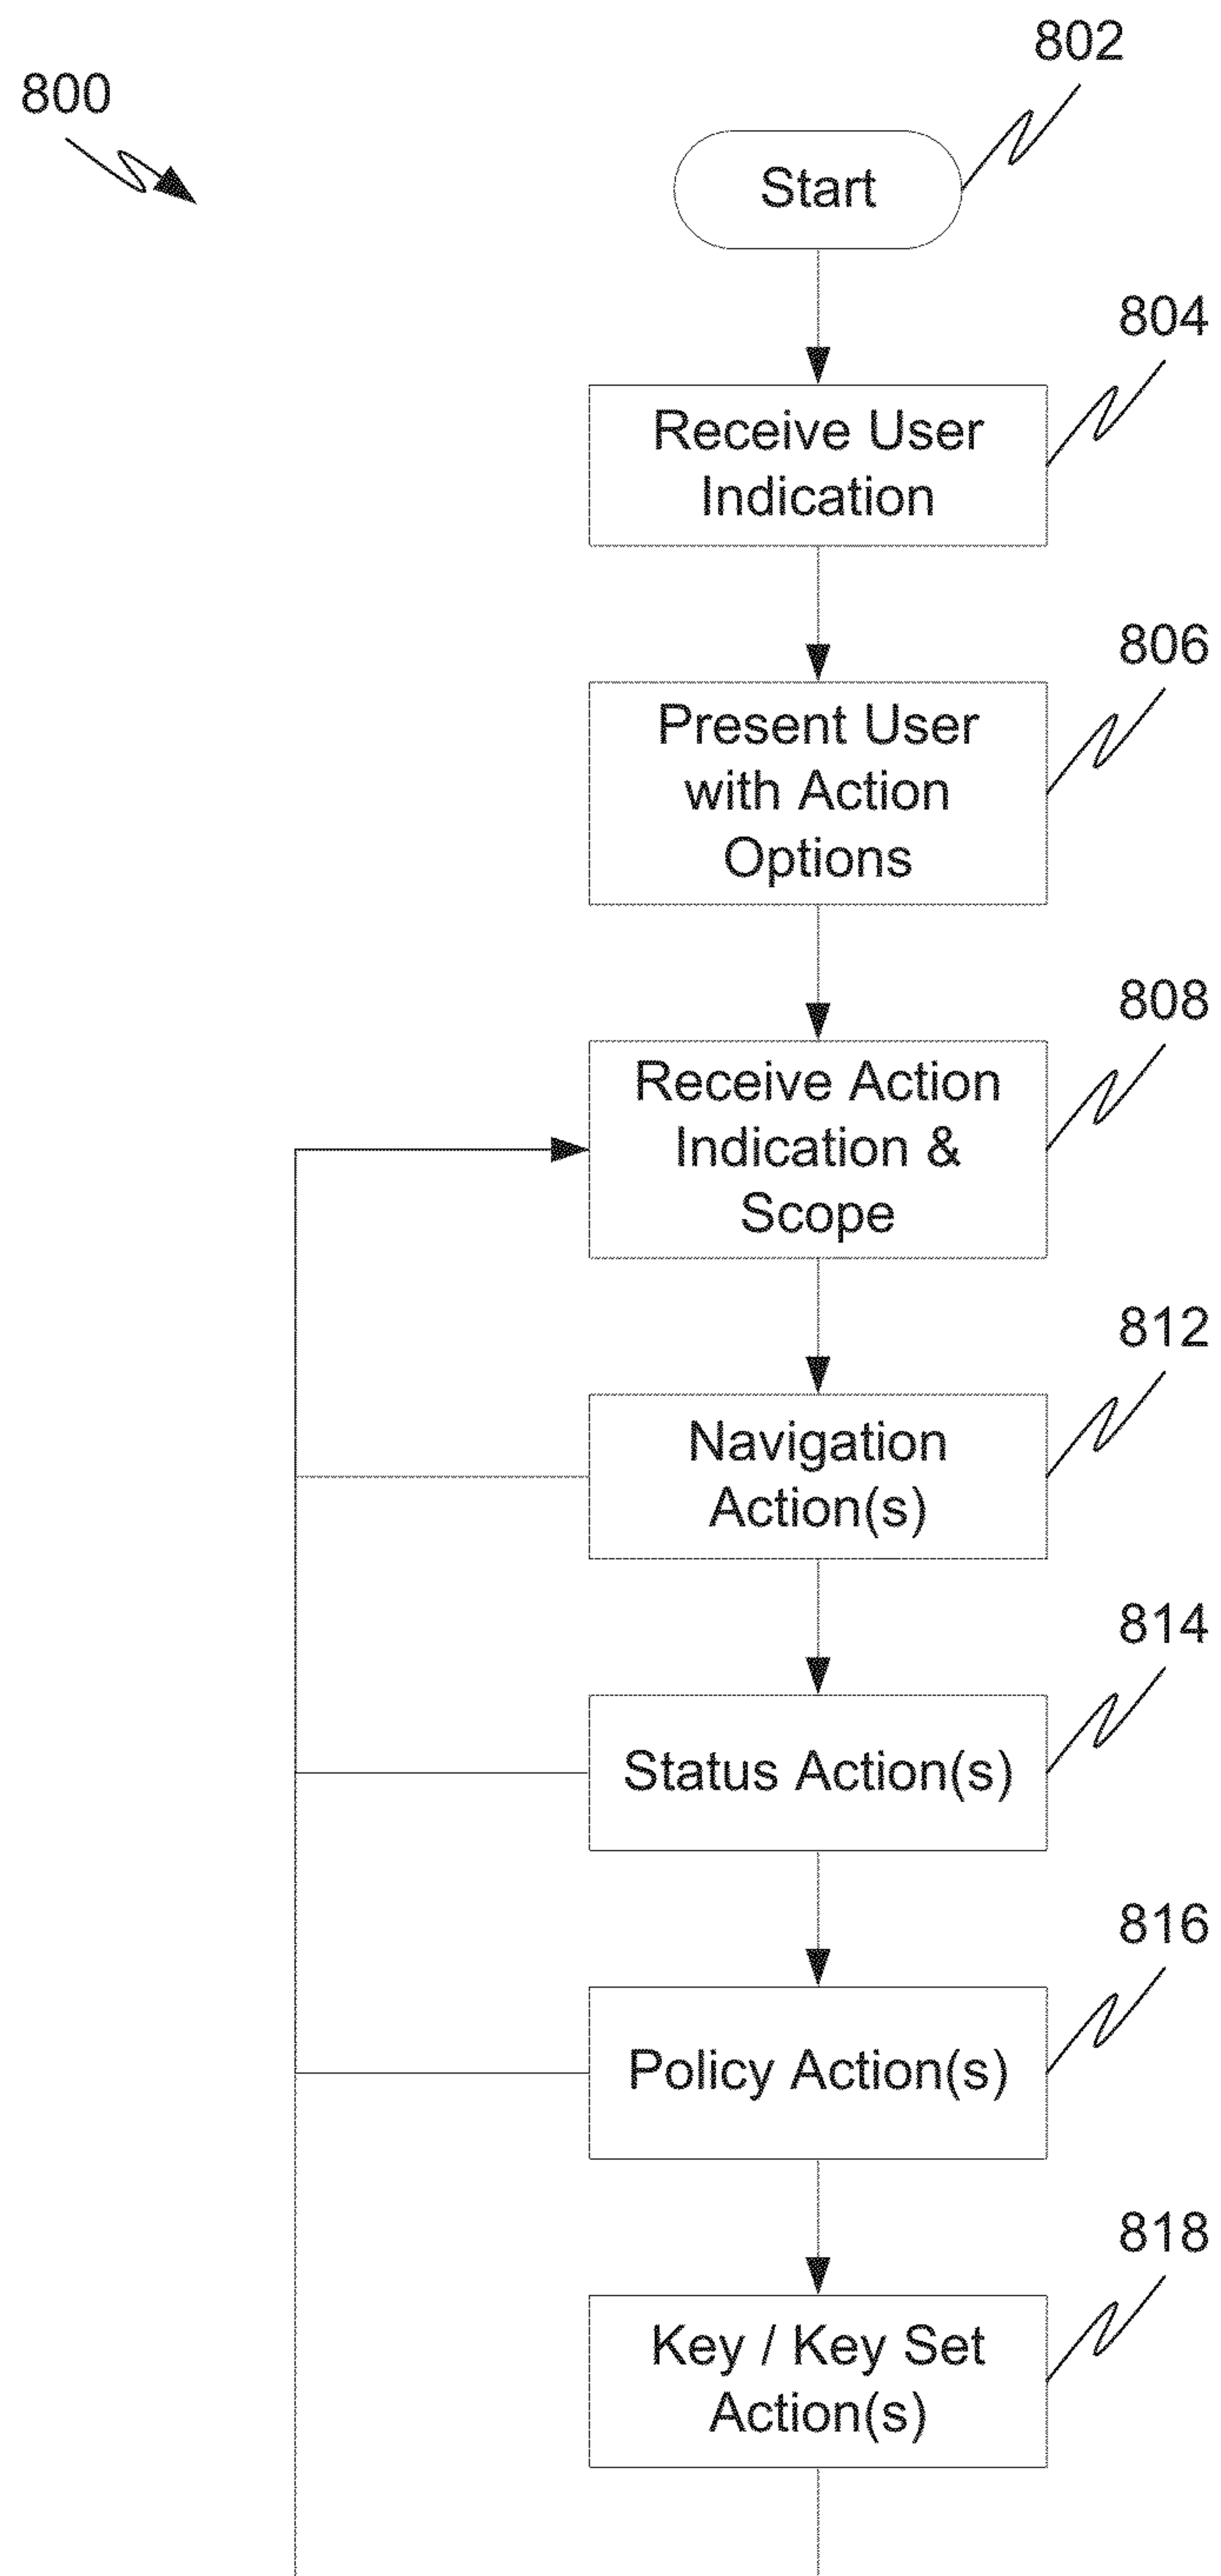 802
800
Start
804
Receive User
Indication
806
Present User
with Action
Options
808
Receive Action
Indication &
Scope
812
Navigation
Action(s)
814
Status Action(s)
816
Policy Action(s)
818
Key / Key Set
Action(s)